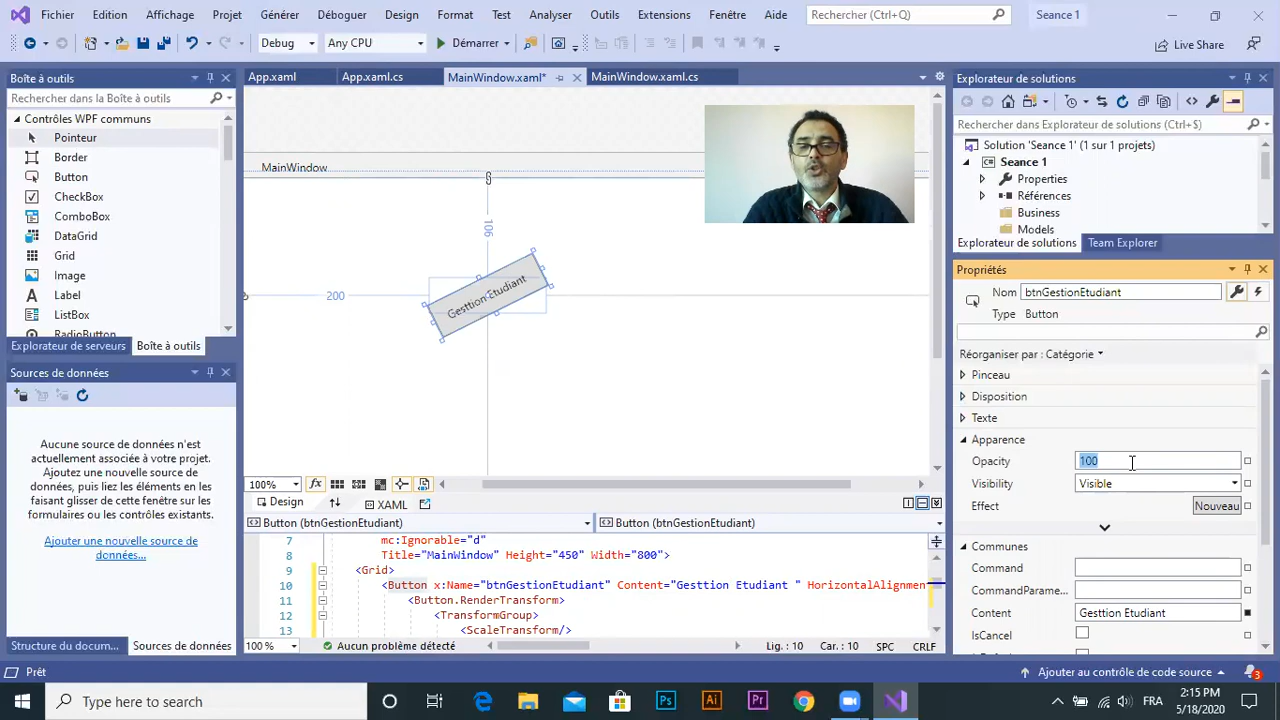 Fichier Edition Affichage Projet Générer Déboguer Design Format Test Analyser Outils Extensions Fenêtre Aide Rechercher (Ctrl+Q) Seance 1
Debug Any CPU Démarrer Live Share
Boîte à outils
Rechercher dans la Boîte à outils
Contrôles WPF communs
Pointeur
Border
Button
CheckBox
ComboBox
DataGrid
Grid
Image
Label
ListBox
RadioButton
Explorateur de serveurs Boîte à outils
Sources de données
Aucune source de données n'est
actuellement associée à votre projet.
Ajoutez une nouvelle source de
données, puis liez les éléments en
les faisant glisser de cette fenêtre sur
les formulaires ou les contrôles
existants.
Ajouter une nouvelle source de
données...
Structure du docum... Sources de données
App.xaml App.xaml.cs MainWindow.xaml* MainWindow.xaml.cs
MainWindow
106
200
Gesttion Etudiant
100%
Design XAML
Button (btnGestionEtudiant) Button (btnGestionEtudiant)
7 mc:Ignorable="d"
8 Title="MainWindow" Height="450" Width="800">
9 <Grid>
10 <Button x:Name="btnGestionEtudiant" Content="Gesttion Etudiant " HorizontalAlignmen
11 <Button.RenderTransform>
12 <TransformGroup>
13 <ScaleTransform/>
100 % Aucun problème détecté Lig. : 10 Car. : 10 SPC CRLF
Explorateur de solutions
Rechercher dans Explorateur de solutions (Ctrl+$)
Solution 'Seance 1' (1 sur 1 projets)
Seance 1
Properties
Références
Business
Models
Explorateur de solutions Team Explorer
Propriétés
Nom btnGestionEtudiant
Type Button
Réorganiser par : Catégorie
Pinceau
Disposition
Texte
Apparence
Opacity 100
Visibility Visible
Effect Nouveau
Communes
Command
CommandParame...
Content Gesttion Etudiant
IsCancel
Prêt Ajouter au contrôle de code source 3
Type here to search Ps Ai Pr FRA 2:15 PM
5/18/2020